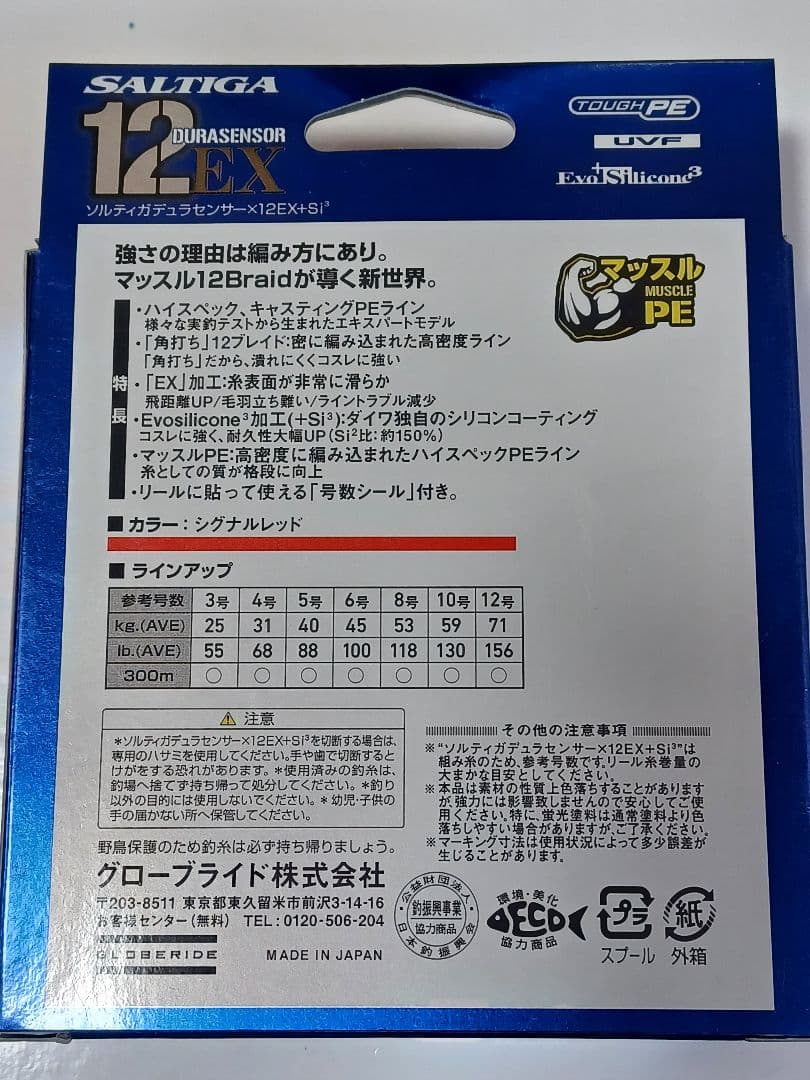 SALTIGA
12 DURASENSOR
EX
ソルティガデュラセンサー×12EX+Si³
TOUGH PE
UVF
Evo+Silicone³
強さの理由は編み方にあり。
マッスル12Braidが導く新世界。
マッスル
MUSCLE
PE
特長
・ハイスペック、キャスティングPEライン
様々な実釣テストから生まれたエキスパートモデル
・「角打ち」12ブレイド:密に編み込まれた高密度ライン
「角打ち」だから、潰れにくくコスレに強い
・「EX」加工:糸表面が非常に滑らか
飛距離UP/毛羽立ち難い/ライントラブル減少
・Evosilicone³加工(+Si³):ダイワ独自のシリコンコーティング
コスレに強く、耐久性大幅UP(Si²比:約150%)
・マッスルPE:高密度に編み込まれたハイスペックPEライン
糸としての質が格段に向上
・リールに貼って使える「号数シール」付き。
■ カラー:シグナルレッド
■ ラインアップ
参考号数 3号 4号 5号 6号 8号 10号 12号
kg.(AVE) 25 31 40 45 53 59 71
lb.(AVE) 55 68 88 100 118 130 156
300m ○ ○ ○ ○ ○ ○ ○
⚠ 注意
*ソルティガデュラセンサー×12EX+Si³を切断する場合は、
専用のハサミを使用してください。手や歯で切断すると
けがをする恐れがあります。*使用済みの釣糸は、
釣場へ捨てず持ち帰って処分してください。*釣り
以外の目的には使用しないでください。*幼児・子供の
手の届かない所へ保管してください。
その他の注意事項
※"ソルティガデュラセンサー×12EX+Si³"は
組み糸のため、参考号数です。リール糸巻量の
大まかな目安としてください。
※本品は素材の性質上色落ちすることがあります
が、強力には影響致しませんので安心してご使
用ください。特に、蛍光塗料は通常塗料より色
落ちしやすい場合がありますが、ご了承ください。
※マーキング寸法は使用状況によって多少誤差が
生じることがあります。
野鳥保護のため釣糸は必ず持ち帰りましょう。
グローブライド株式会社
〒203-8511 東京都東久留米市前沢3-14-16
お客様センター(無料) TEL:0120-506-204
GLOBERIDE
MADE IN JAPAN
公益財団法人
釣振興事業
協力商品
日本釣振興会
環境・美化
ECO
協力商品
プラ
スプール
紙
外箱